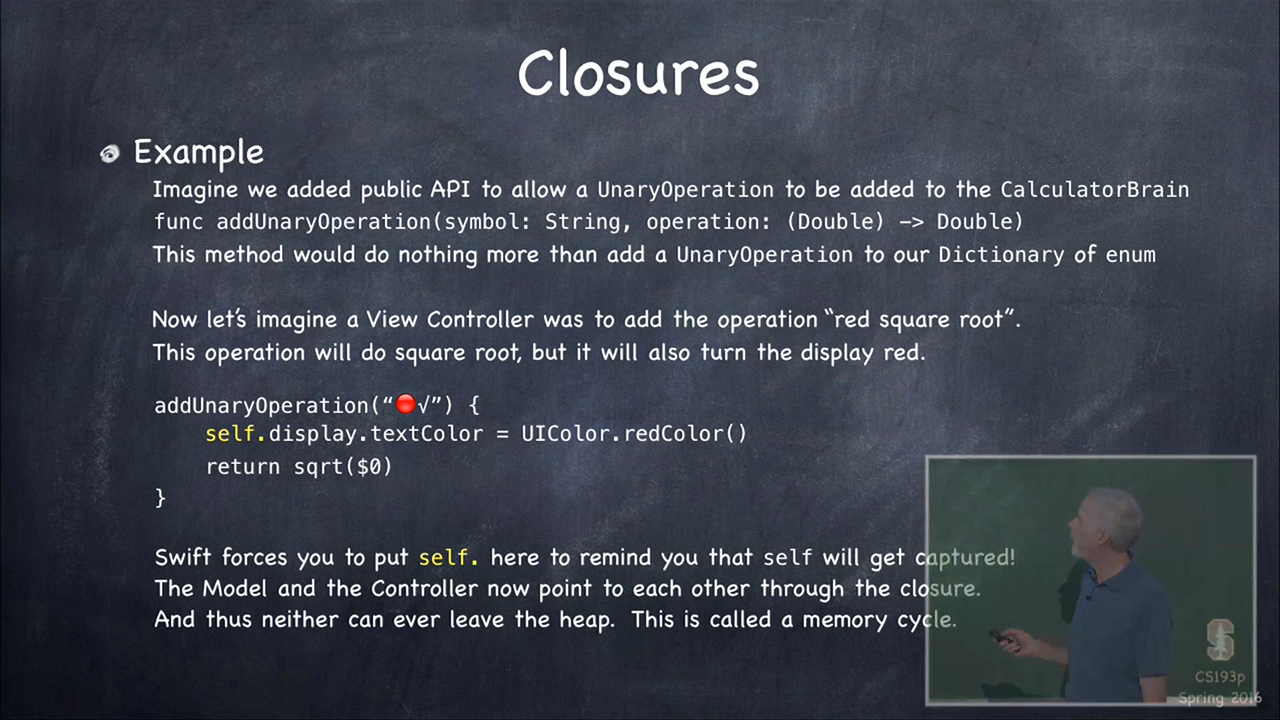 Closures
Example
Imagine we added public API to allow a UnaryOperation to be added to the CalculatorBrain
func addUnaryOperation(symbol: String, operation: (Double) -> Double)
This method would do nothing more than add a UnaryOperation to our Dictionary of enum
Now let's imagine a View Controller was to add the operation “red square root”.
This operation will do square root, but it will also turn the display red.
addUnaryOperation(“🔴√”) {
self.display.textColor = UIColor.redColor()
return sqrt($0)
}
Swift forces you to put self. here to remind you that self will get captured!
The Model and the Controller now point to each other through the closure.
And thus neither can ever leave the heap. This is called a memory cycle.
S
CS193p
Spring 2016